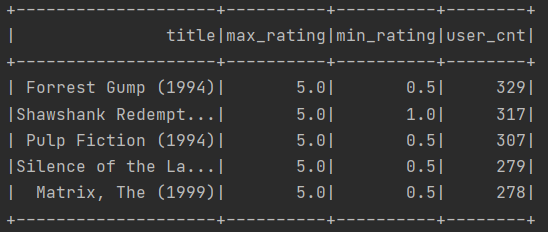 +--------------------+----------+----------+--------+
|               title|max_rating|min_rating|user_cnt|
+--------------------+----------+----------+--------+
| Forrest Gump (1994)|       5.0|       0.5|     329|
|Shawshank Redempt...|       5.0|       1.0|     317|
| Pulp Fiction (1994)|       5.0|       0.5|     307|
|Silence of the La...|       5.0|       0.5|     279|
|  Matrix, The (1999)|       5.0|       0.5|     278|
+--------------------+----------+----------+--------+